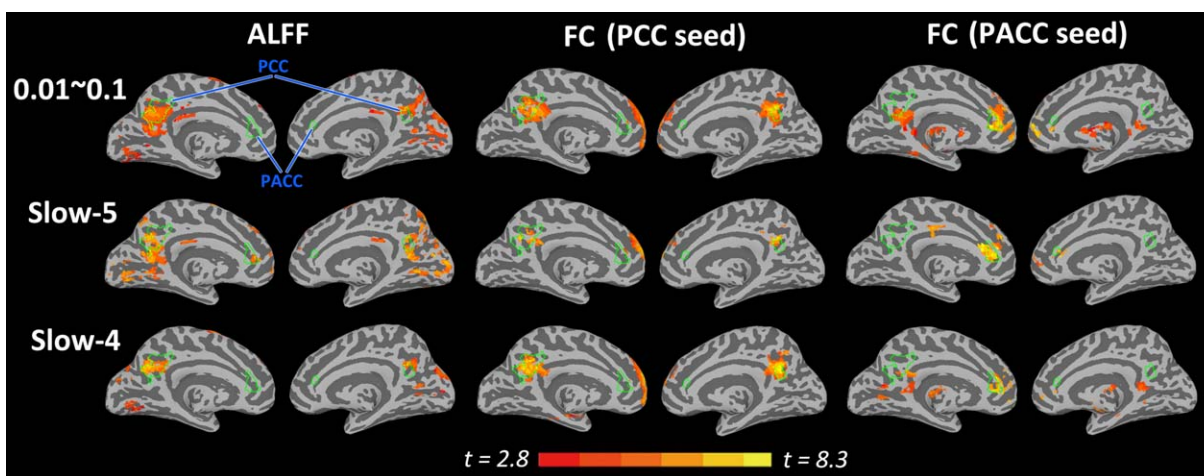 ALFF
FC (PCC seed)
FC (PACC seed)
PCC
0.01~0.1
PACC
Slow-5
Slow-4
t = 2.8
t = 8.3